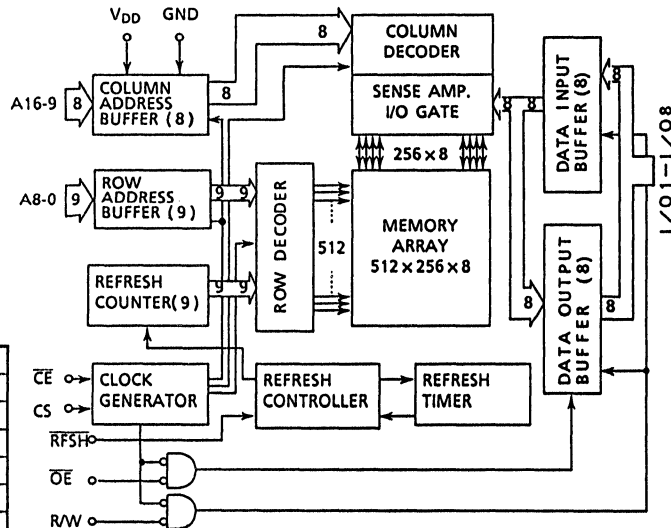 VDD GND
COLUMN
ADDRESS
BUFFER (8)
A16-9
8
8
8
COLUMN
DECODER
SENSE AMP.
I/O GATE
8
8
DATA INPUT
BUFFER (8)
8
I/O1-I/O8
256×8
A8-0
9
ROW
ADDRESS
BUFFER (9)
9 9
ROW DECODER
512
MEMORY
ARRAY
512×256×8
REFRESH
COUNTER(9)
9 9
8
DATA OUTPUT
BUFFER (8)
8
CE
CS
CLOCK
GENERATOR
REFRESH
CONTROLLER
REFRESH
TIMER
RFSH
OE
R/W